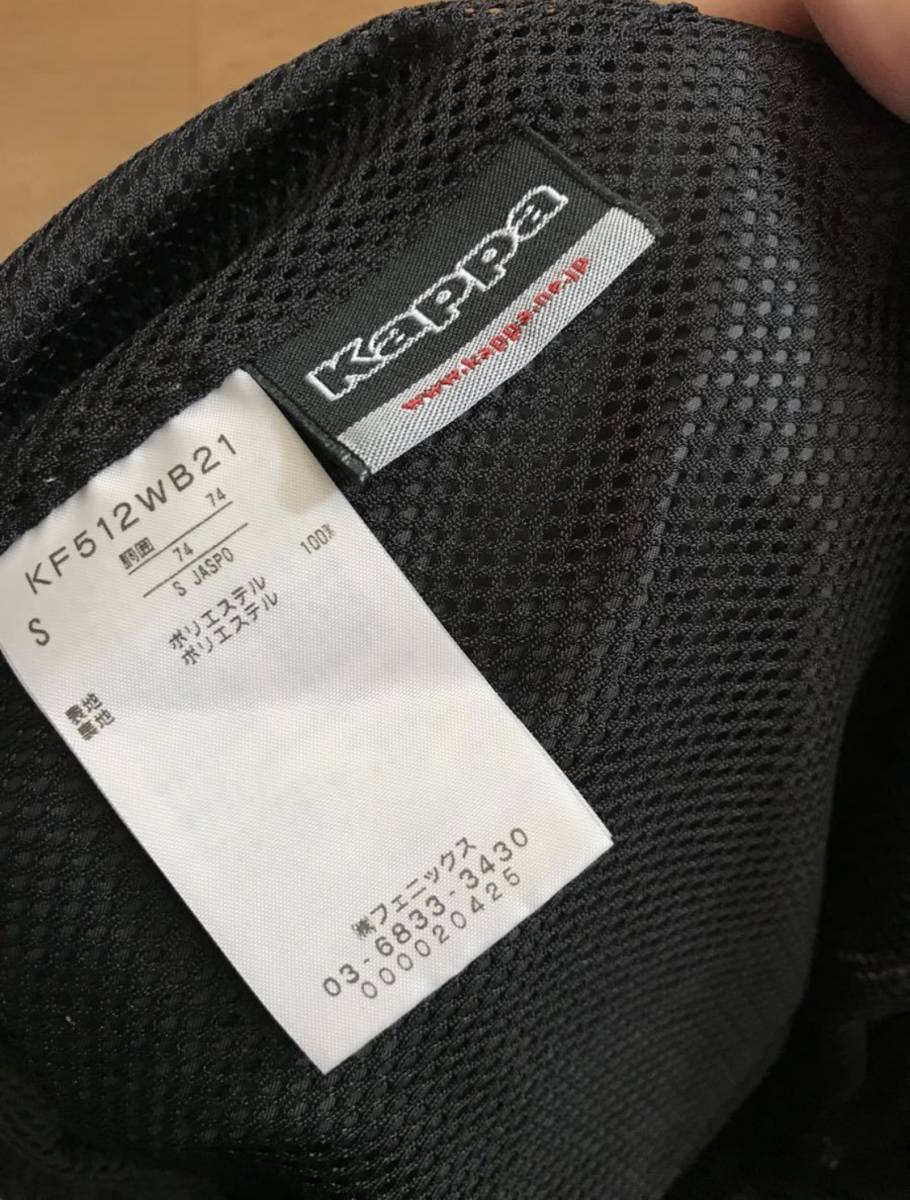 Kappa
www.kappa.ne.jp
KF512WB21
S
胴囲 74
74
S JASPO
表地 ポリエステル 100%
裏地 ポリエステル
㈱フェニックス
03-6833-3430
000020425